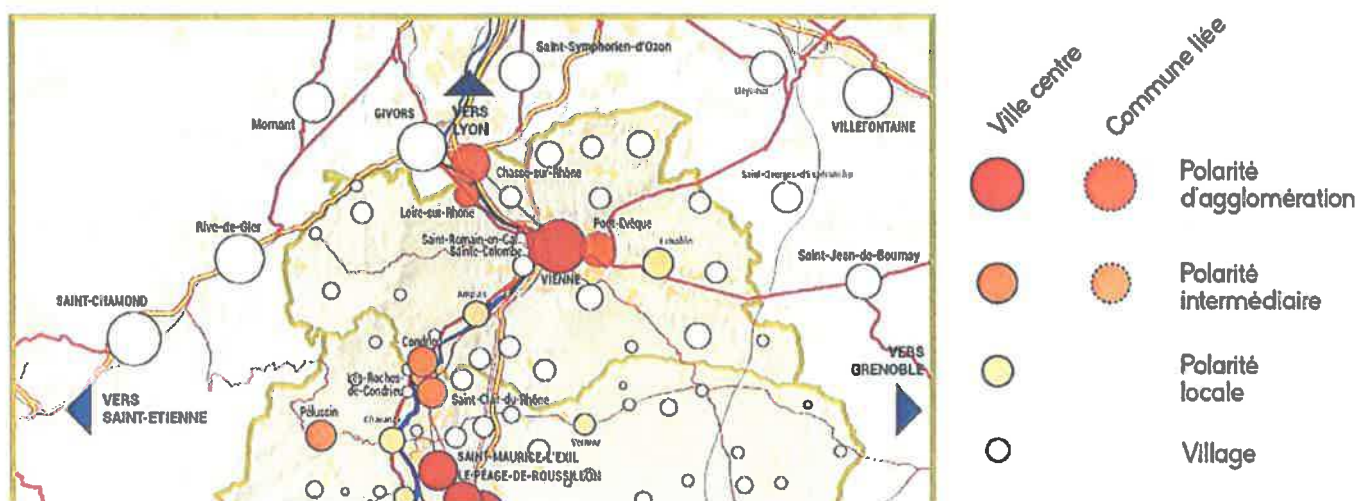 Saint-Symphorien-d'Ozon
VILLEFONTAINE
Mornant
GIVORS
VERS
LYON
Chasse-sur-Rhône
Loire-sur-Rhône
Rive-de-Gier
Pont-Evêque
Saint-Romain-en-Gal
Sainte-Colombe
VIENNE
Saint-Jean-de-Bournay
SAINT-CHAMOND
Ampuis
Condrieu
Les-Roches-
de-Condrieu
Saint-Clair-du-Rhône
VERS
GRENOBLE
VERS
SAINT-ETIENNE
Pélussin
Chavanay
SAINT-MAURICE-L'EXIL
LE-PEAGE-DE-ROUSSILLON
Ville centre
Commune liée
Polarité
d'agglomération
Polarité
intermédiaire
Polarité
locale
Village